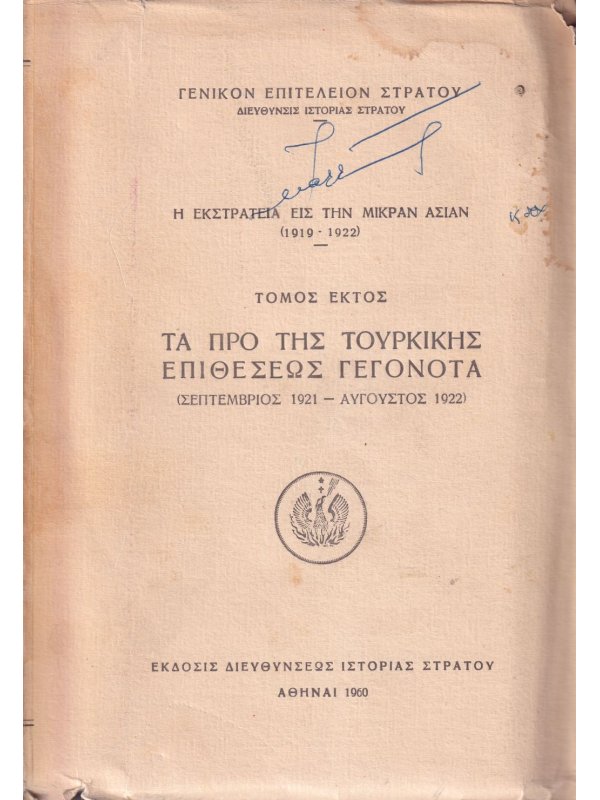 ΓΕΝΙΚΟΝ ΕΠΙΤΕΛΕΙΟΝ ΣΤΡΑΤΟΥ
ΔΙΕΥΘΥΝΣΙΣ ΙΣΤΟΡΙΑΣ ΣΤΡΑΤΟΥ
Η ΕΚΣΤΡΑΤΕΙΑ ΕΙΣ ΤΗΝ ΜΙΚΡΑΝ ΑΣΙΑΝ
(1919 - 1922)
ΤΟΜΟΣ ΕΚΤΟΣ
ΤΑ ΠΡΟ ΤΗΣ ΤΟΥΡΚΙΚΗΣ
ΕΠΙΘΕΣΕΩΣ ΓΕΓΟΝΟΤΑ
(ΣΕΠΤΕΜΒΡΙΟΣ 1921 — ΑΥΓΟΥΣΤΟΣ 1922)
ΕΚΔΟΣΙΣ ΔΙΕΥΘΥΝΣΕΩΣ ΙΣΤΟΡΙΑΣ ΣΤΡΑΤΟΥ
ΑΘΗΝΑΙ 1960